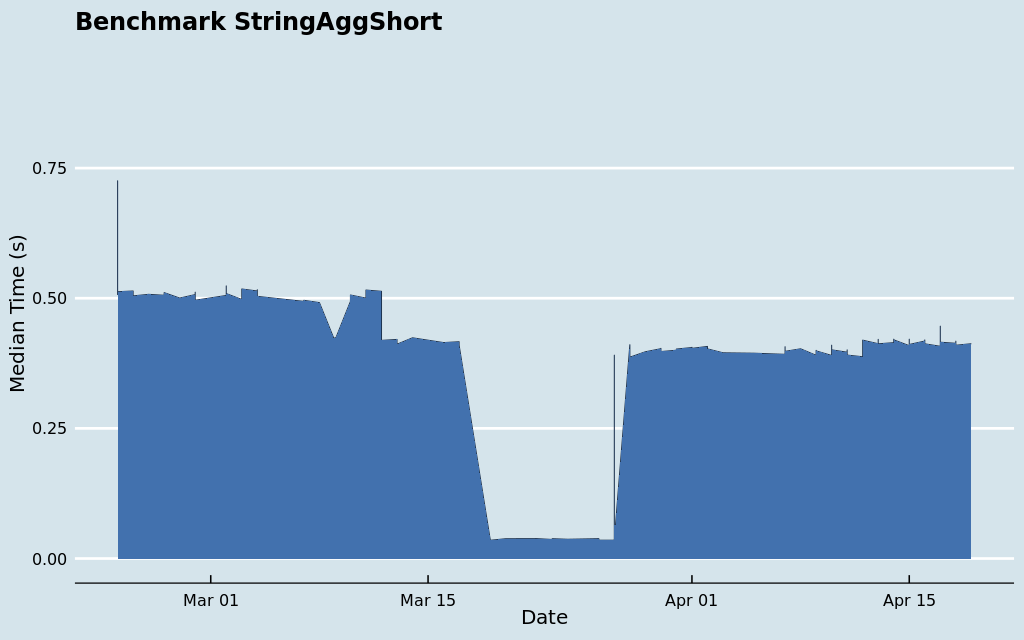 Benchmark StringAggShort
Median Time (s)
0.75
0.50
0.25
0.00
Mar 01
Mar 15
Apr 01
Apr 15
Date